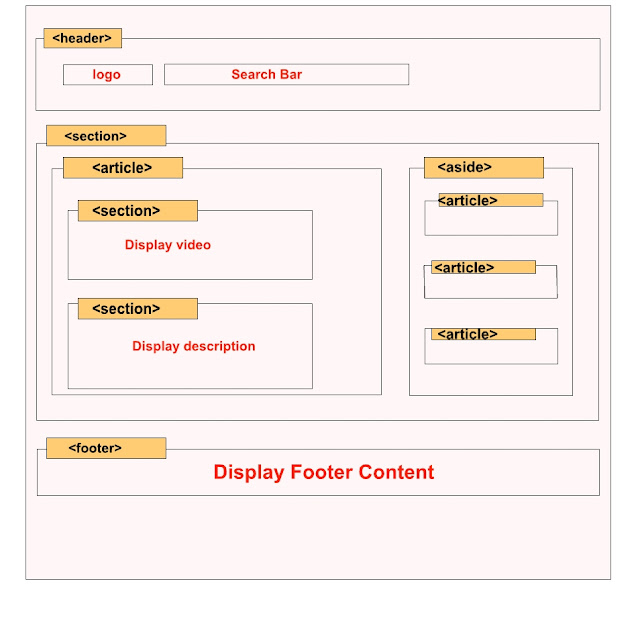 <header>
logo
Search Bar
<section>
<article>
<section>
Display video
<section>
Display description
<aside>
<article>
<article>
<article>
<footer>
Display Footer Content